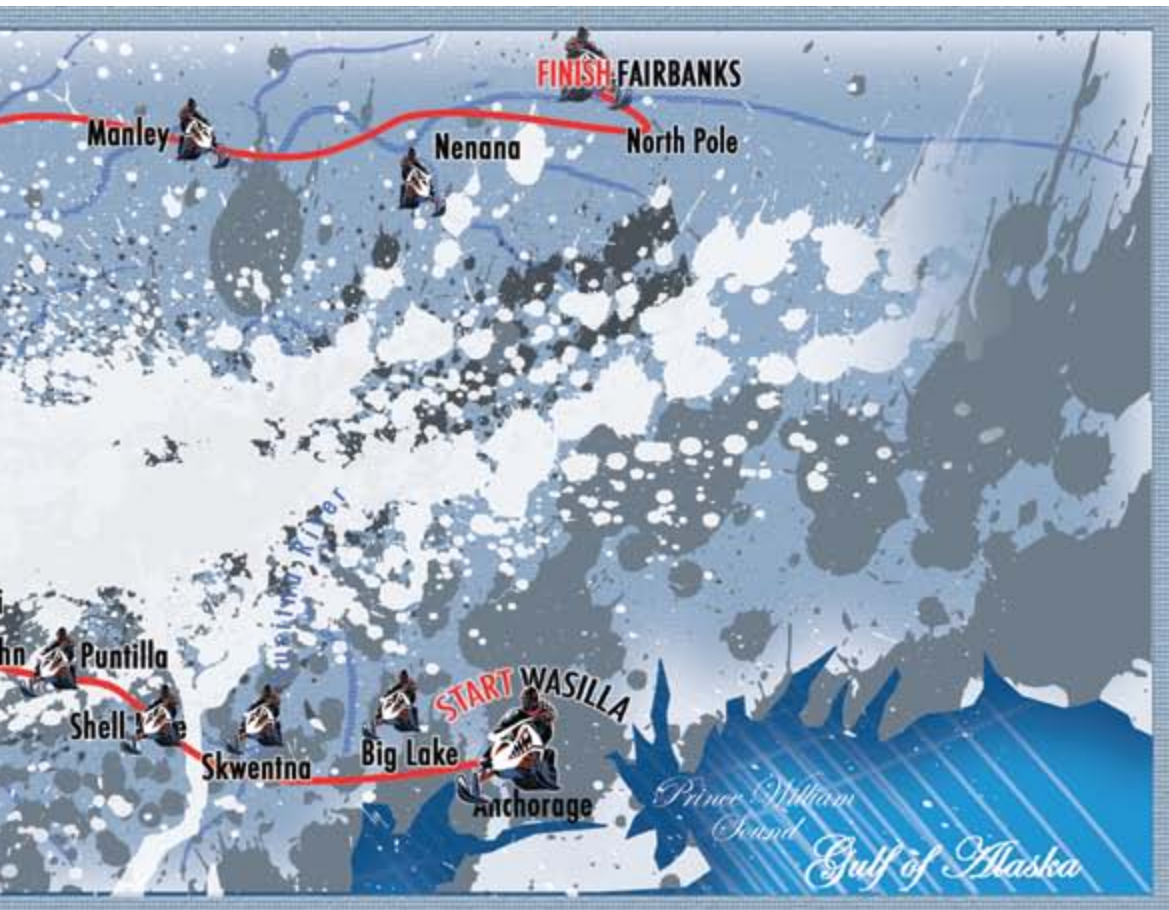 FINISH FAIRBANKS
Manley
Nenana
North Pole
River
hn
Puntilla
START WASILLA
Shell
Skwentna
Big Lake
Anchorage
Prince William
Sound
Gulf of Alaska